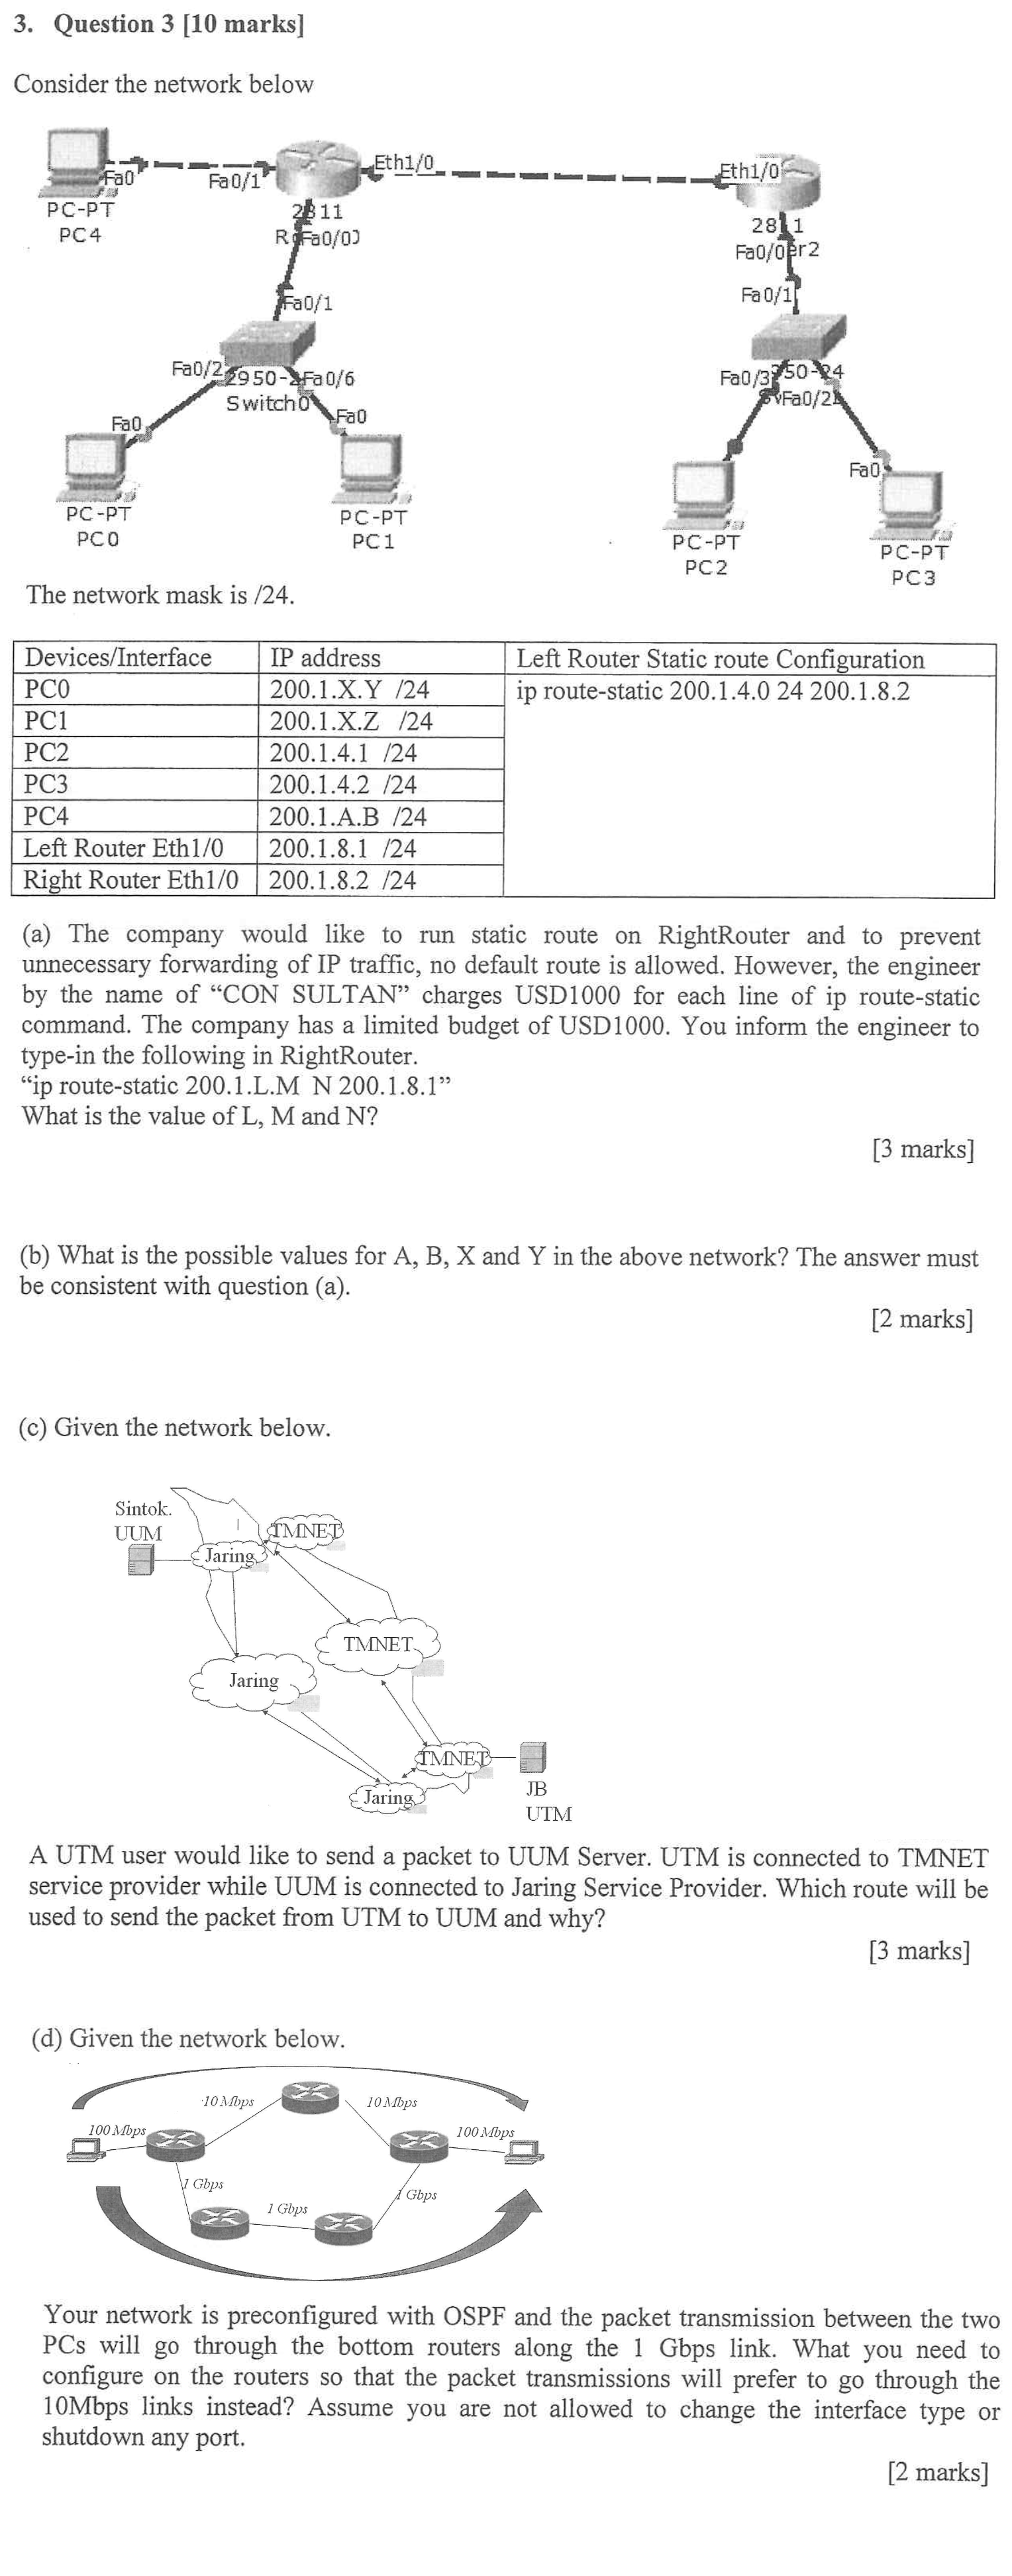 3. Question 3 [10 marks]
Consider the network below
Fa0
Fa0/1
Eth1/0
Eth1/0
PC-PT
PC4
2811
Fa0/0
2811
Fa0/0er2
Fa0/1
Fa0/1
Fa0/2
2950-2
Fa0/6
Switch0
Fa0/3
50-24
Fa0/2
Fa0
Fa0
Fa0
PC-PT
PC0
PC-PT
PC1
PC-PT
PC2
PC-PT
PC3
The network mask is /24.
Devices/Interface IP address Left Router Static route Configuration
PC0 200.1.X.Y /24 ip route-static 200.1.4.0 24 200.1.8.2
PC1 200.1.X.Z /24
PC2 200.1.4.1 /24
PC3 200.1.4.2 /24
PC4 200.1.A.B /24
Left Router Eth1/0 200.1.8.1 /24
Right Router Eth1/0 200.1.8.2 /24
(a) The company would like to run static route on RightRouter and to prevent
unnecessary forwarding of IP traffic, no default route is allowed. However, the engineer
by the name of “CON SULTAN” charges USD1000 for each line of ip route-static
command. The company has a limited budget of USD1000. You inform the engineer to
type-in the following in RightRouter.
“ip route-static 200.1.L.M N 200.1.8.1”
What is the value of L, M and N?
[3 marks]
(b) What is the possible values for A, B, X and Y in the above network? The answer must
be consistent with question (a).
[2 marks]
(c) Given the network below.
Sintok.
UUM
TMNET
Jaring
TMNET
Jaring
TMNET
Jaring
JB
UTM
A UTM user would like to send a packet to UUM Server. UTM is connected to TMNET
service provider while UUM is connected to Jaring Service Provider. Which route will be
used to send the packet from UTM to UUM and why?
[3 marks]
(d) Given the network below.
10 Mbps
10 Mbps
100 Mbps
100 Mbps
1 Gbps
1 Gbps
1 Gbps
Your network is preconfigured with OSPF and the packet transmission between the two
PCs will go through the bottom routers along the 1 Gbps link. What you need to
configure on the routers so that the packet transmissions will prefer to go through the
10Mbps links instead? Assume you are not allowed to change the interface type or
shutdown any port.
[2 marks]